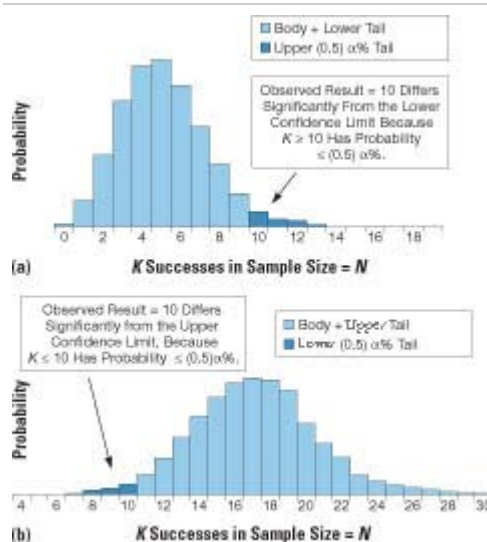 Body + Lower Tail
Upper (0.5) α% Tail
Observed Result = 10 Differs
Significantly From the Lower
Confidence Limit Because
K ≥ 10 Has Probability
≤ (0.5) α%.
Probability
0 2 4 6 8 10 12 14 16 18
(a)
K Successes in Sample Size = N
Observed Result = 10 Differs
Significantly from the Upper
Confidence Limit, Because
K ≤ 10 Has Probability ≤ (0.5)α%.
Body + Upper Tail
Lower (0.5) α% Tail
Probability
4 6 8 10 12 14 16 18 20 22 24 26 28 30
(b)
K Successes in Sample Size = N